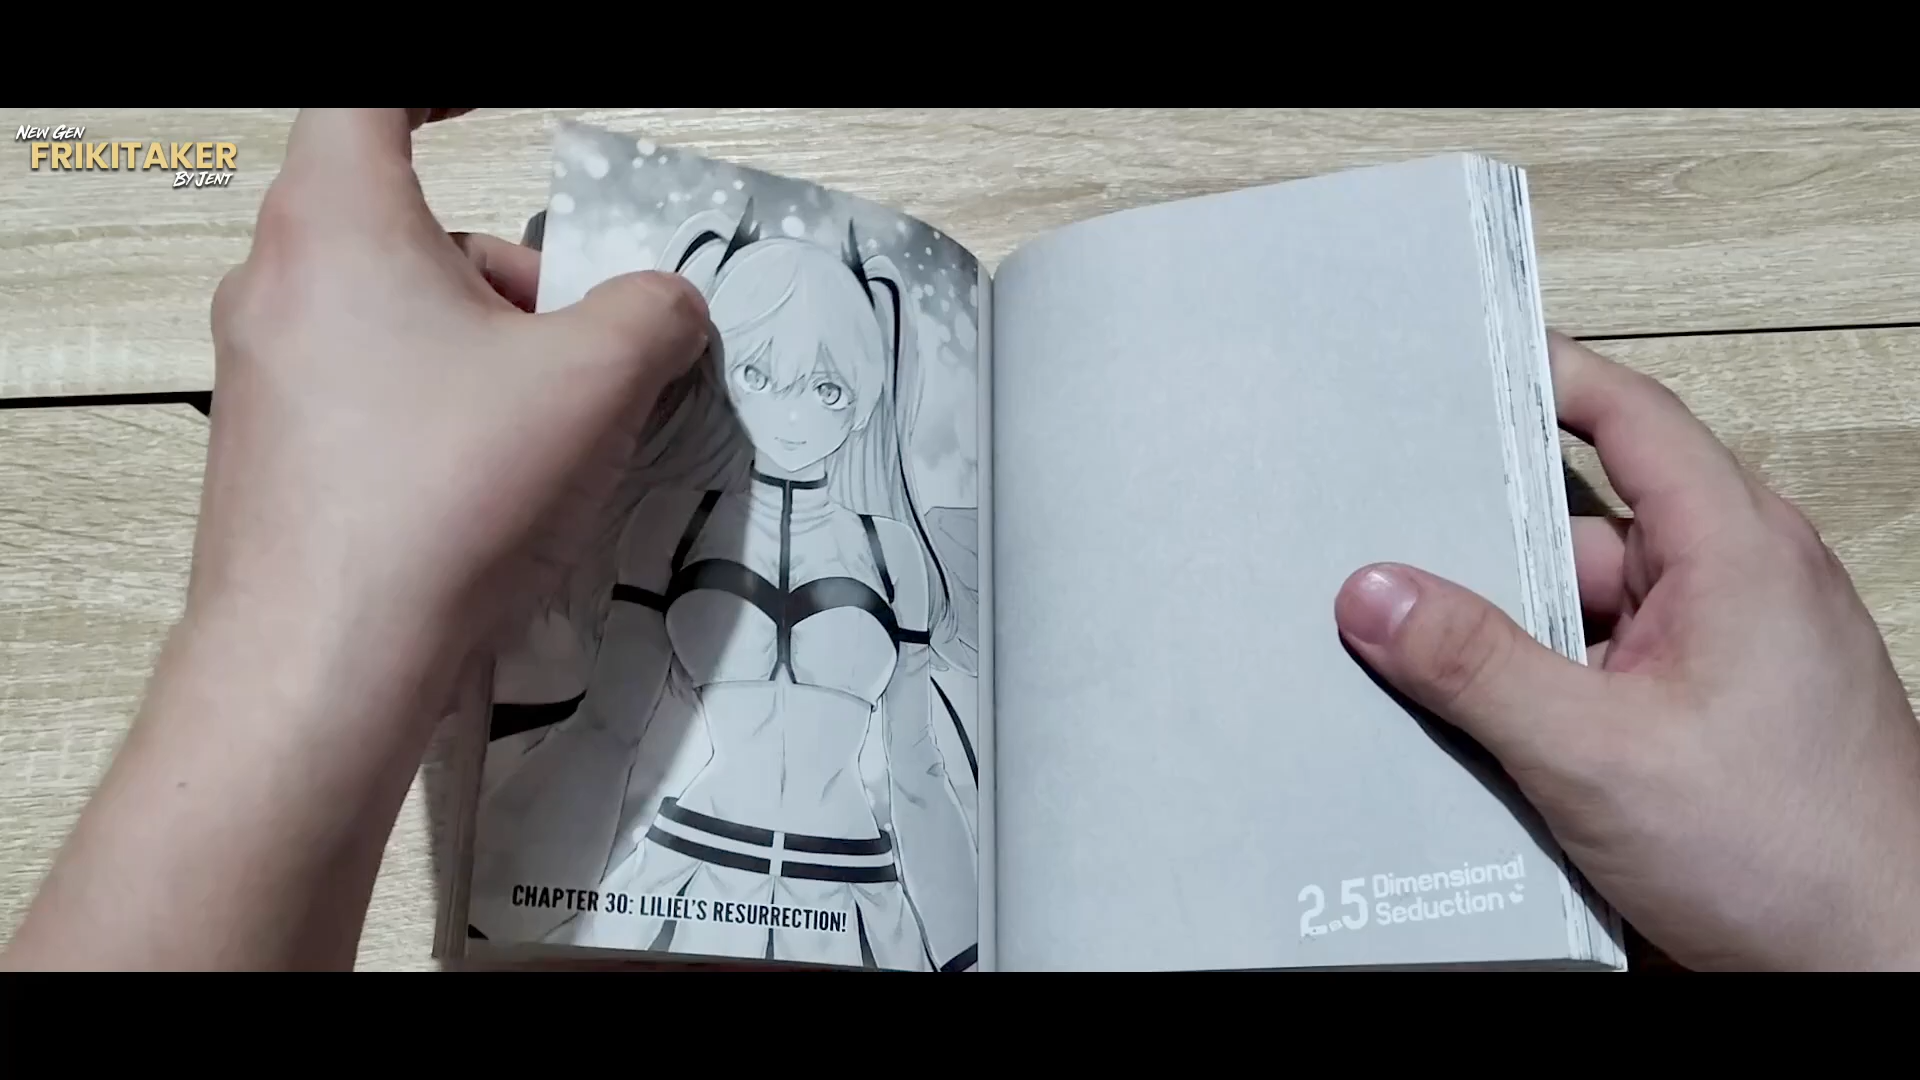 New Gen
FRIKITAKER
By Jent
CHAPTER 30: LILIEL'S RESURRECTION!
2.5 Dimensional
Seduction